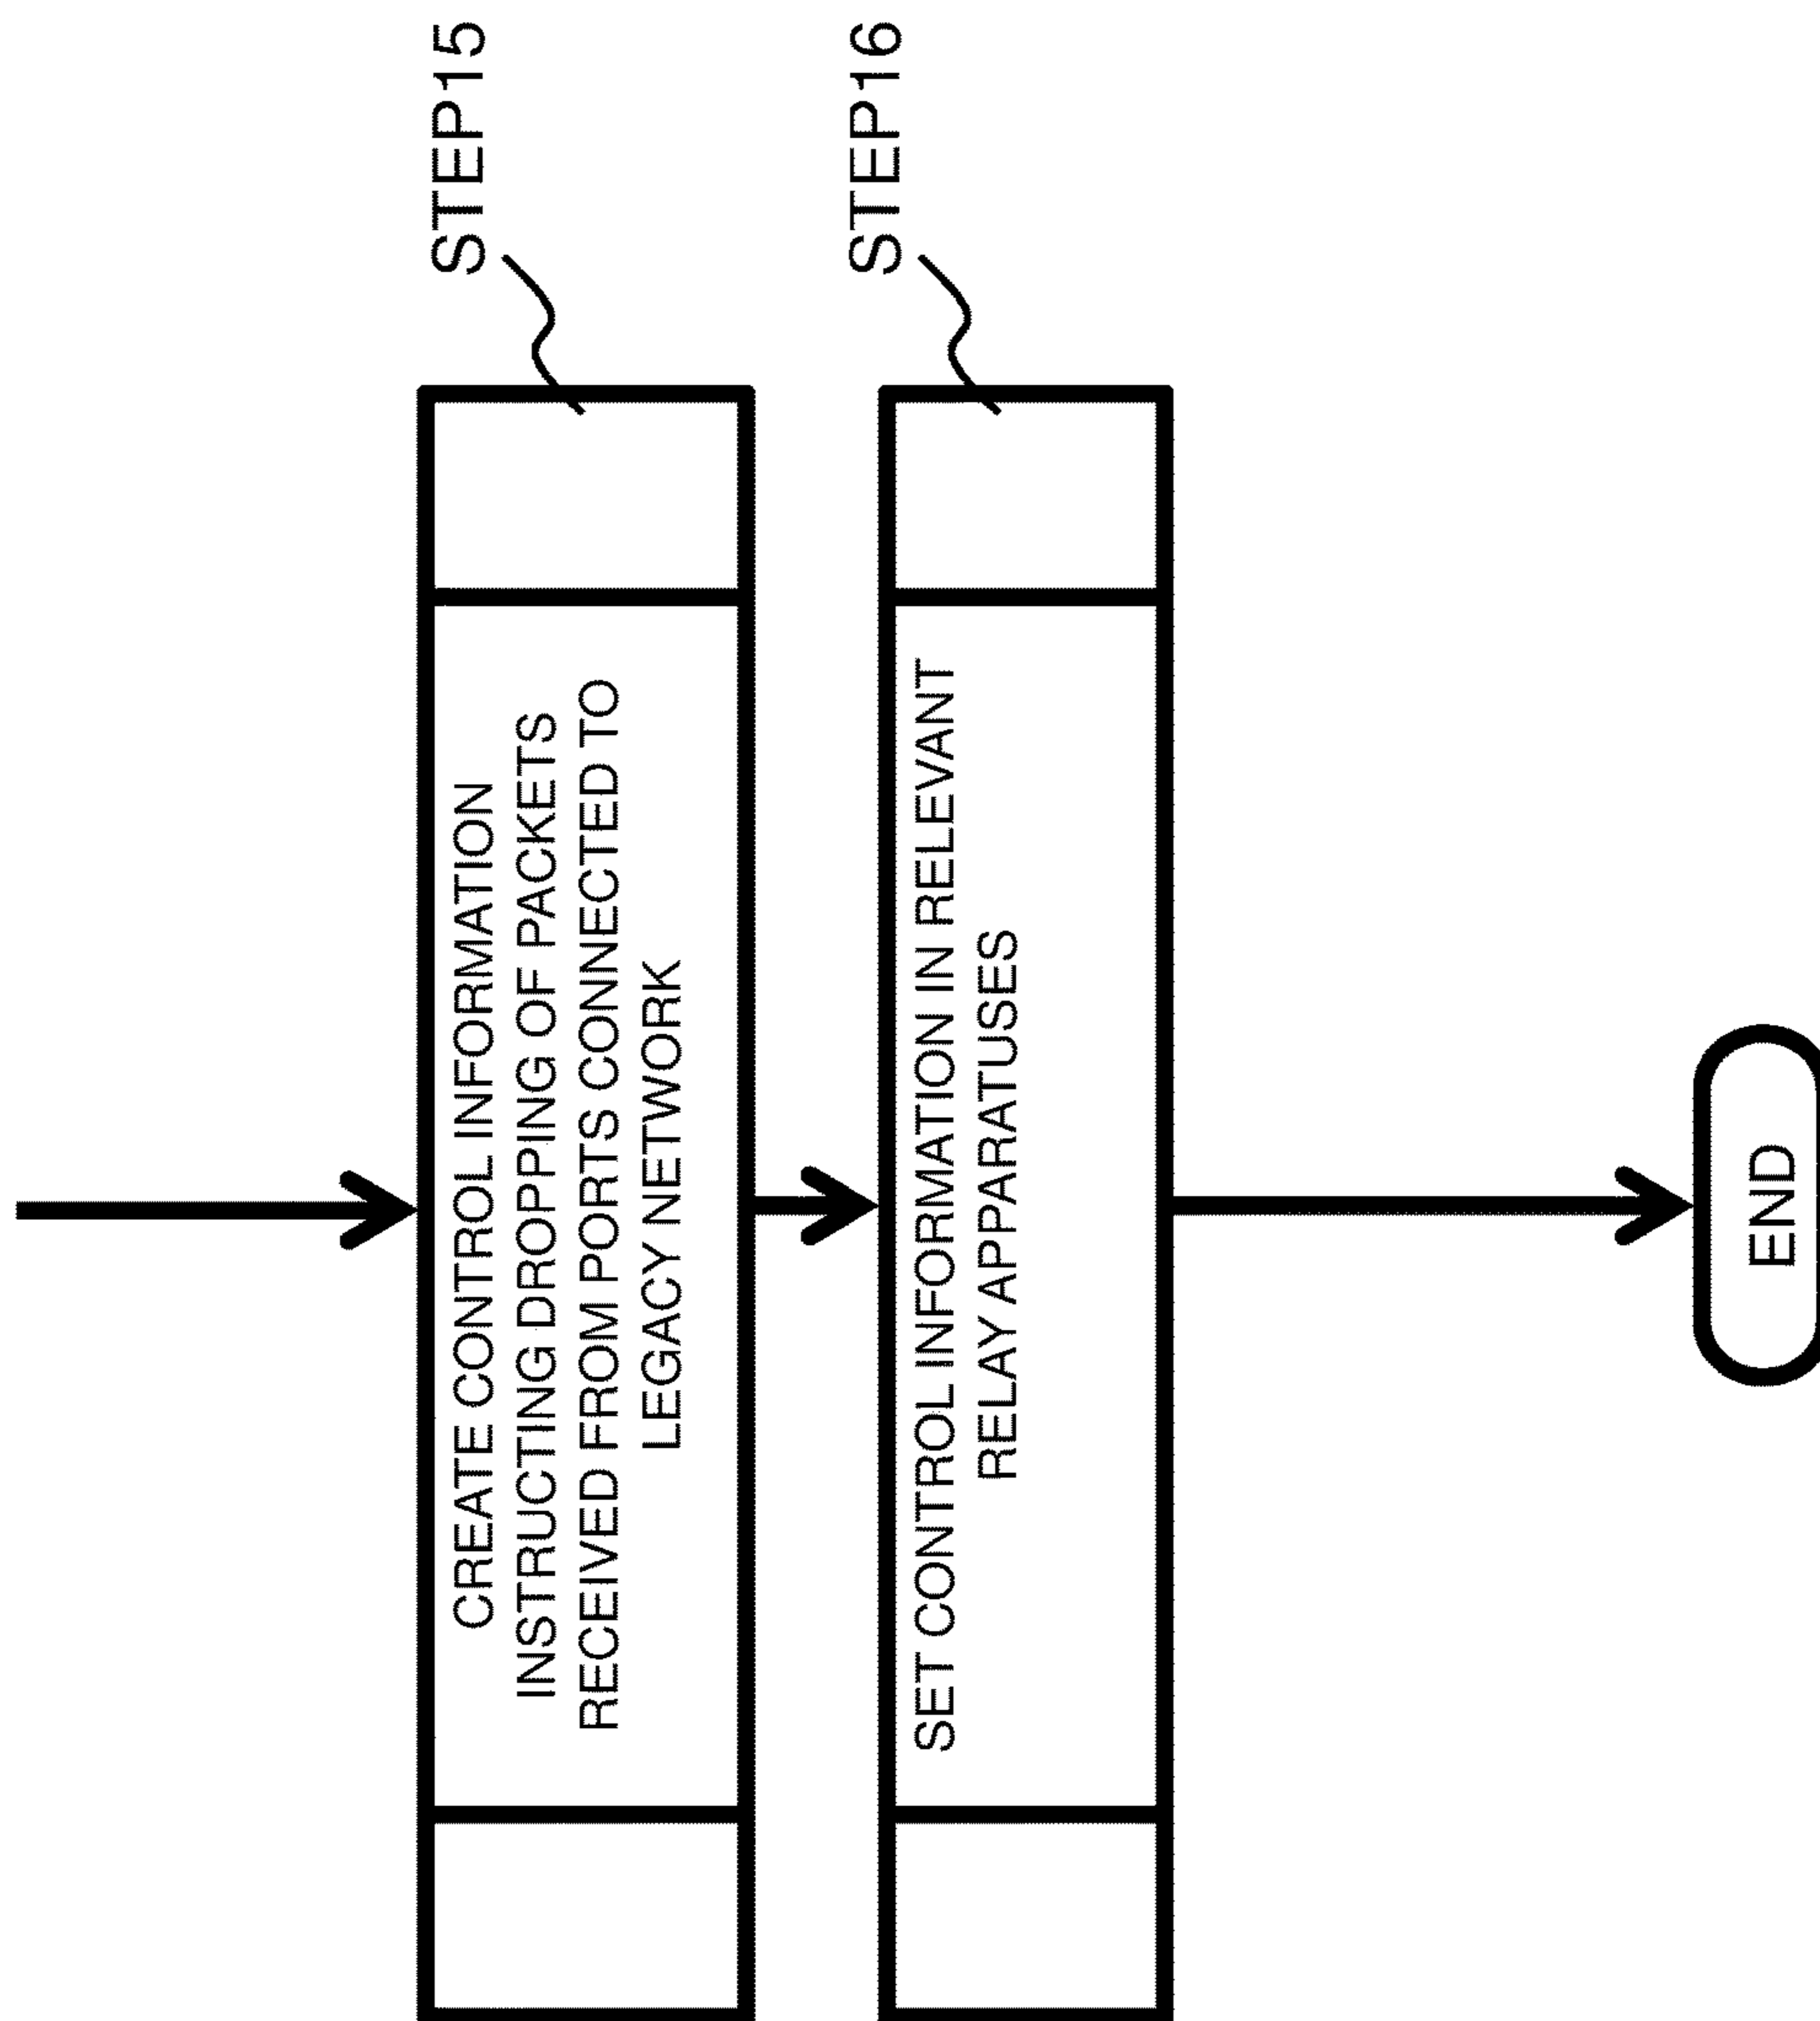 STEP15
CREATE CONTROL INFORMATION
INSTRUCTING DROPPING OF PACKETS
RECEIVED FROM PORTS CONNECTED TO
LEGACY NETWORK
STEP16
SET CONTROL INFORMATION IN RELEVANT
RELAY APPARATUSES
END